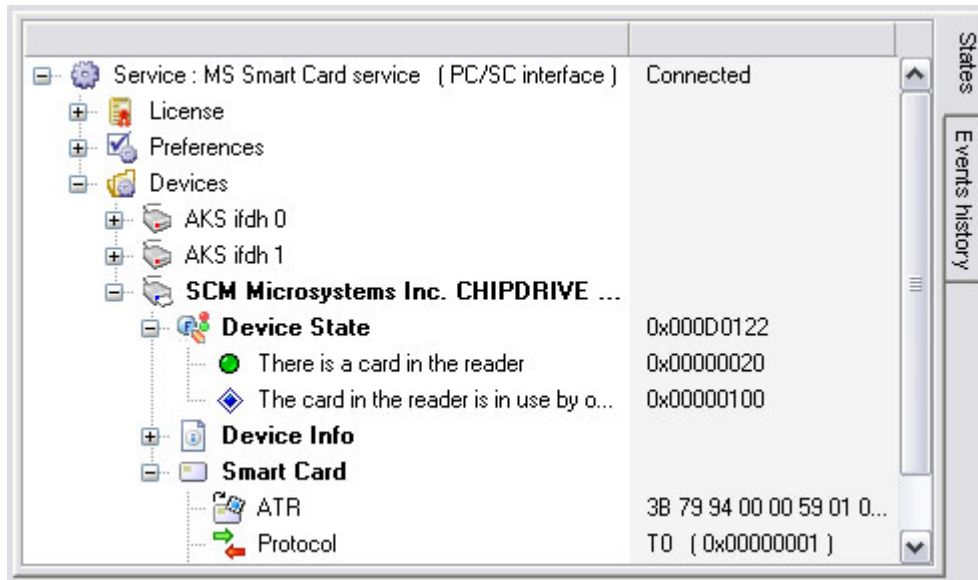 Service : MS Smart Card service ( PC/SC interface ) Connected
License
Preferences
Devices
AKS ifdh 0
AKS ifdh 1
SCM Microsystems Inc. CHIPDRIVE ...
Device State 0x000D0122
There is a card in the reader 0x00000020
The card in the reader is in use by o... 0x00000100
Device Info
Smart Card
ATR 3B 79 94 00 00 59 01 0...
Protocol T0 ( 0x00000001 )
States
Events history